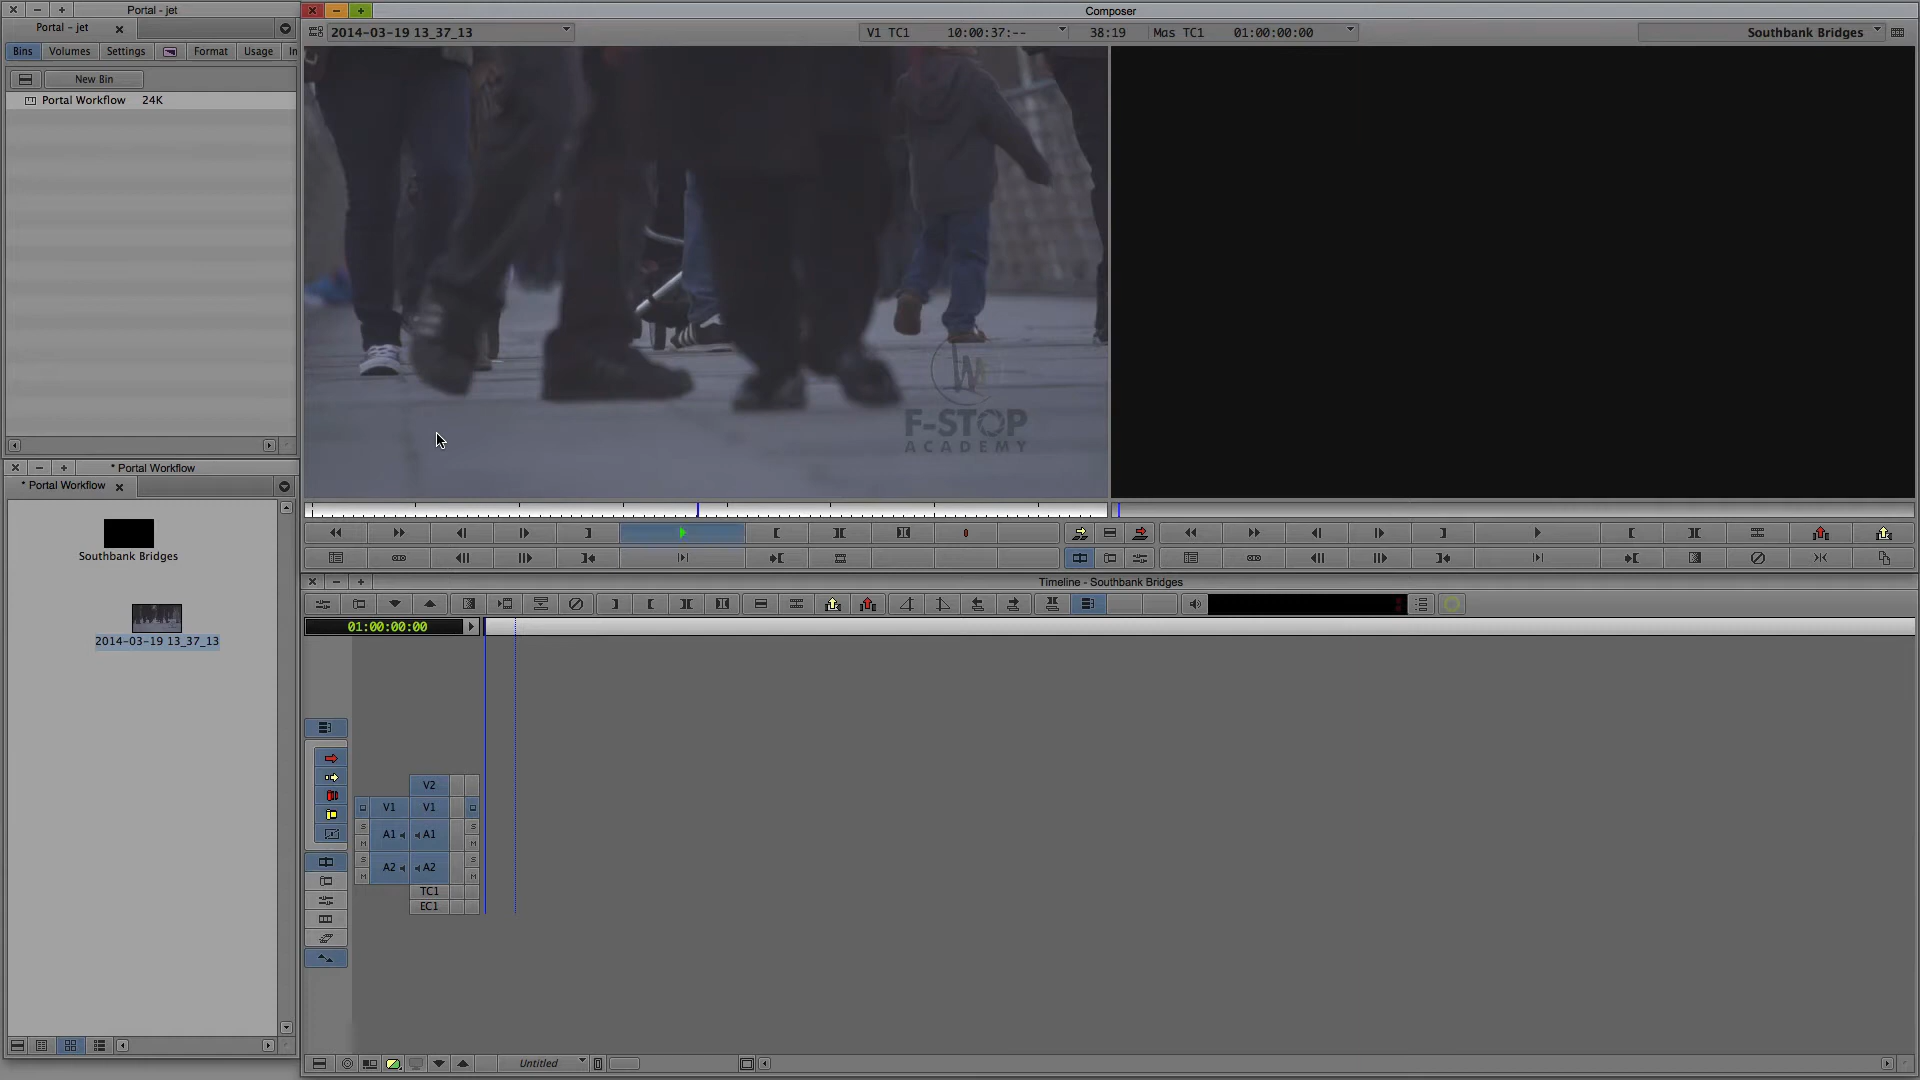 Portal - jet
Composer
Portal - jet
2014-03-19 13_37_13
V1 TC1
10:00:37:--
38:19
Mas TC1
01:00:00:00
Southbank Bridges
Bins
Volumes
Settings
Format
Usage
In
New Bin
Portal Workflow
24K
F-STOP
ACADEMY
* Portal Workflow
* Portal Workflow
Southbank Bridges
2014-03-19 13_37_13
Timeline - Southbank Bridges
01:00:00:00
V2
V1
V1
S
A1
A1
S
M
M
S
A2
A2
S
M
M
TC1
EC1
Untitled